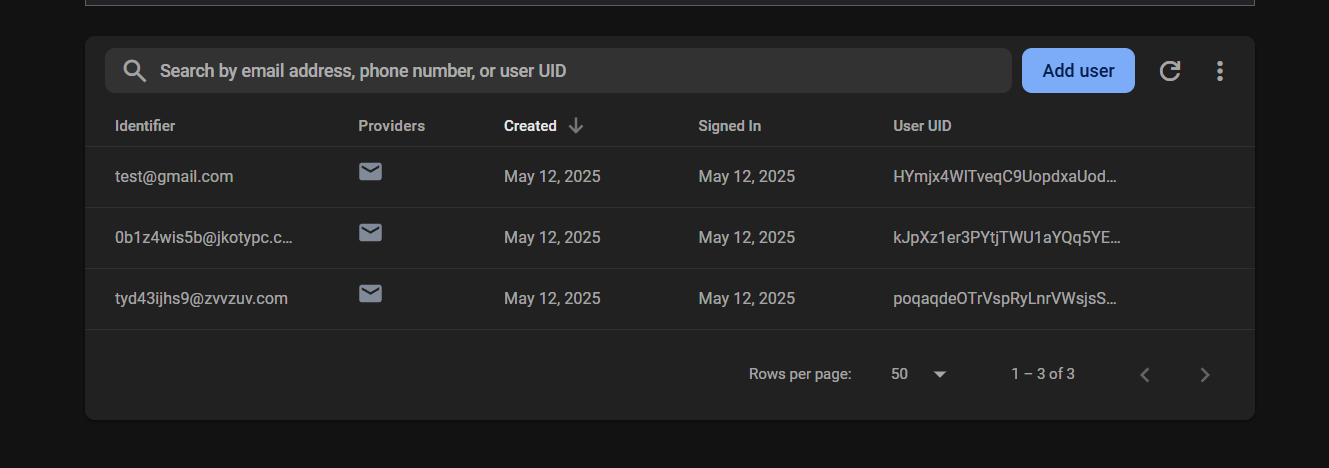 Search by email address, phone number, or user UID Add user
Identifier Providers Created Signed In User UID
test@gmail.com May 12, 2025 May 12, 2025 HYmjx4WITveqC9UopdxaUod...
0b1z4wis5b@jkotypc.c... May 12, 2025 May 12, 2025 kJpXz1er3PYtjTWU1aYQq5YE...
tyd43ijhs9@zvvzuv.com May 12, 2025 May 12, 2025 poqaqdeOTrVspRyLnrVWsjsS...
Rows per page: 50 1 – 3 of 3